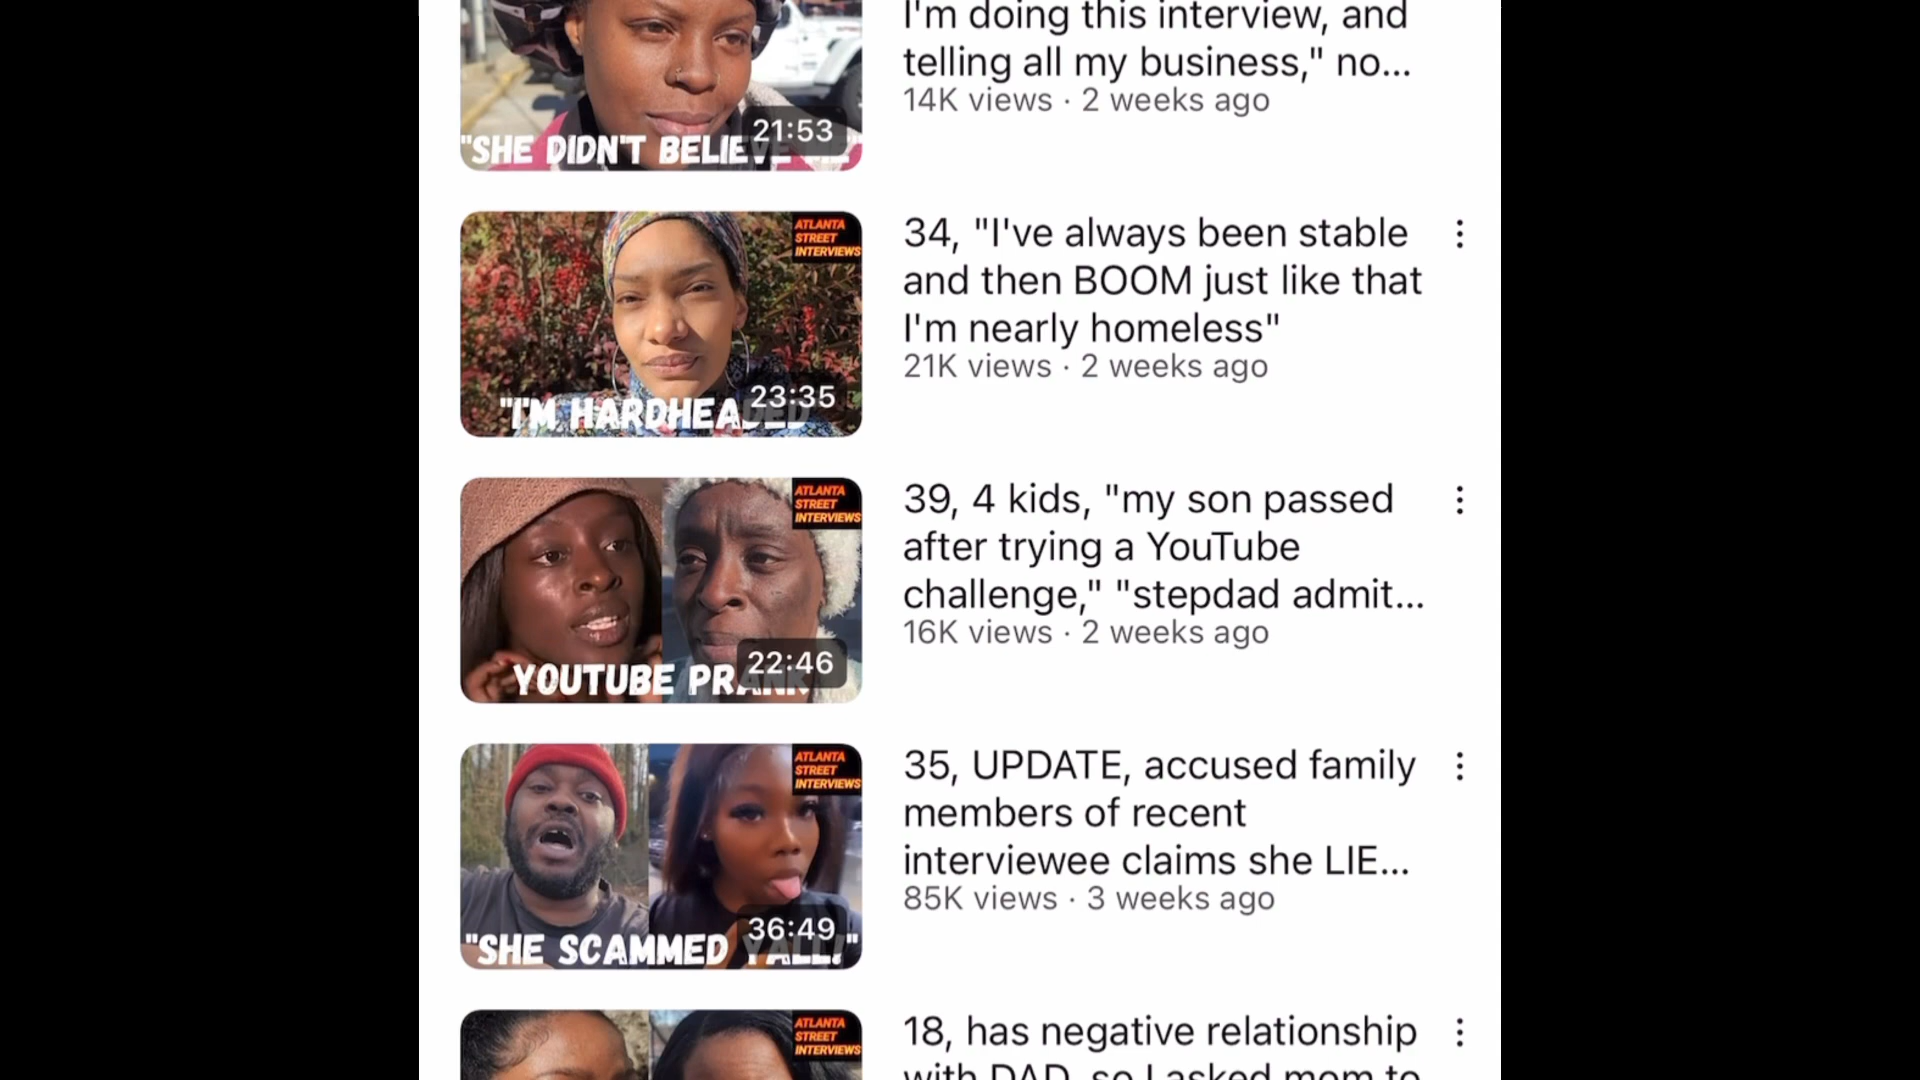 I'm doing this interview, and
telling all my business," no...
14K views · 2 weeks ago
21:53
"SHE DIDN'T BELIEVE ME"
ATLANTA
STREET
INTERVIEWS
"I'M HARDHEADED
23:35
34, "I've always been stable
and then BOOM just like that
I'm nearly homeless"
21K views · 2 weeks ago
ATLANTA
STREET
INTERVIEWS
YOUTUBE PRANK
22:46
39, 4 kids, "my son passed
after trying a YouTube
challenge," "stepdad admit...
16K views · 2 weeks ago
ATLANTA
STREET
INTERVIEWS
"SHE SCAMMED YALL!"
36:49
35, UPDATE, accused family
members of recent
interviewee claims she LIE...
85K views · 3 weeks ago
ATLANTA
STREET
INTERVIEWS
18, has negative relationship
with DAD, so I asked mom to